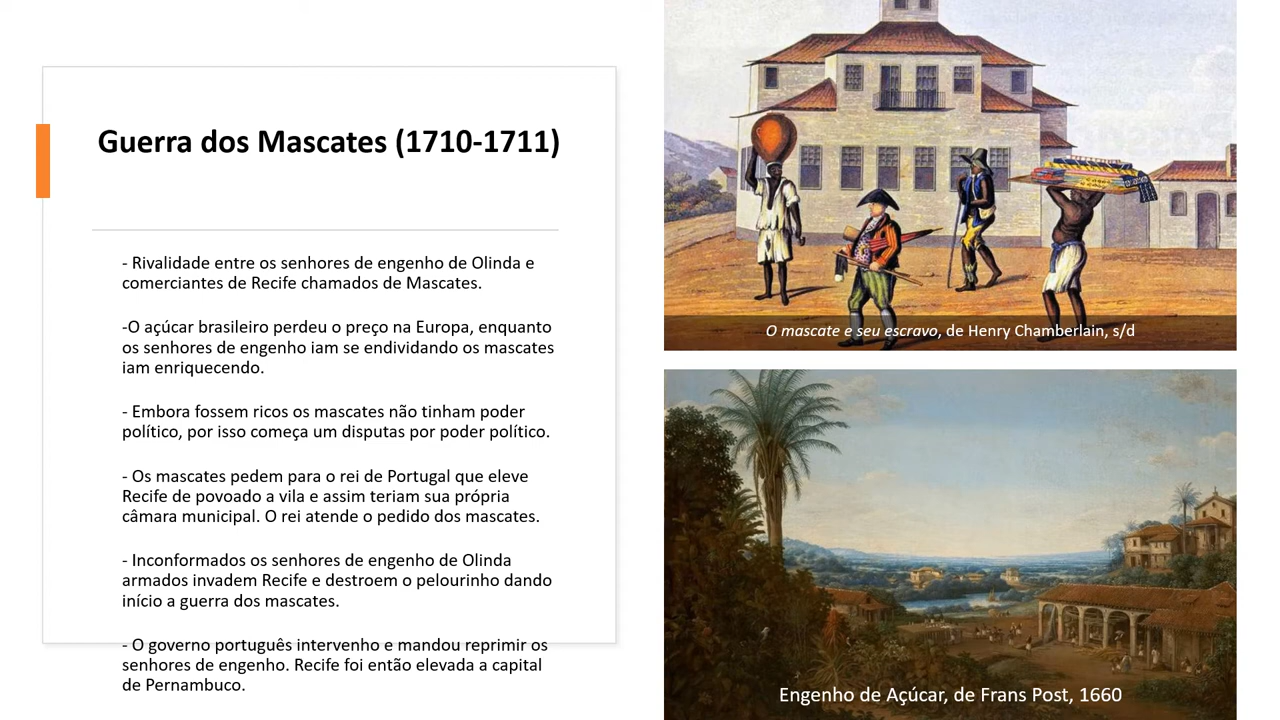 Guerra dos Mascates (1710-1711)
- Rivalidade entre os senhores de engenho de Olinda e
comerciantes de Recife chamados de Mascates.
-O açúcar brasileiro perdeu o preço na Europa, enquanto
os senhores de engenho iam se endividando os mascates
iam enriquecendo.
- Embora fossem ricos os mascates não tinham poder
político, por isso começa um disputas por poder político.
- Os mascates pedem para o rei de Portugal que eleve
Recife de povoado a vila e assim teriam sua própria
câmara municipal. O rei atende o pedido dos mascates.
- Inconformados os senhores de engenho de Olinda
armados invadem Recife e destroem o pelourinho dando
início a guerra dos mascates.
- O governo português intervenho e mandou reprimir os
senhores de engenho. Recife foi então elevada a capital
de Pernambuco.
O mascate e seu escravo, de Henry Chamberlain, s/d
Engenho de Açúcar, de Frans Post, 1660